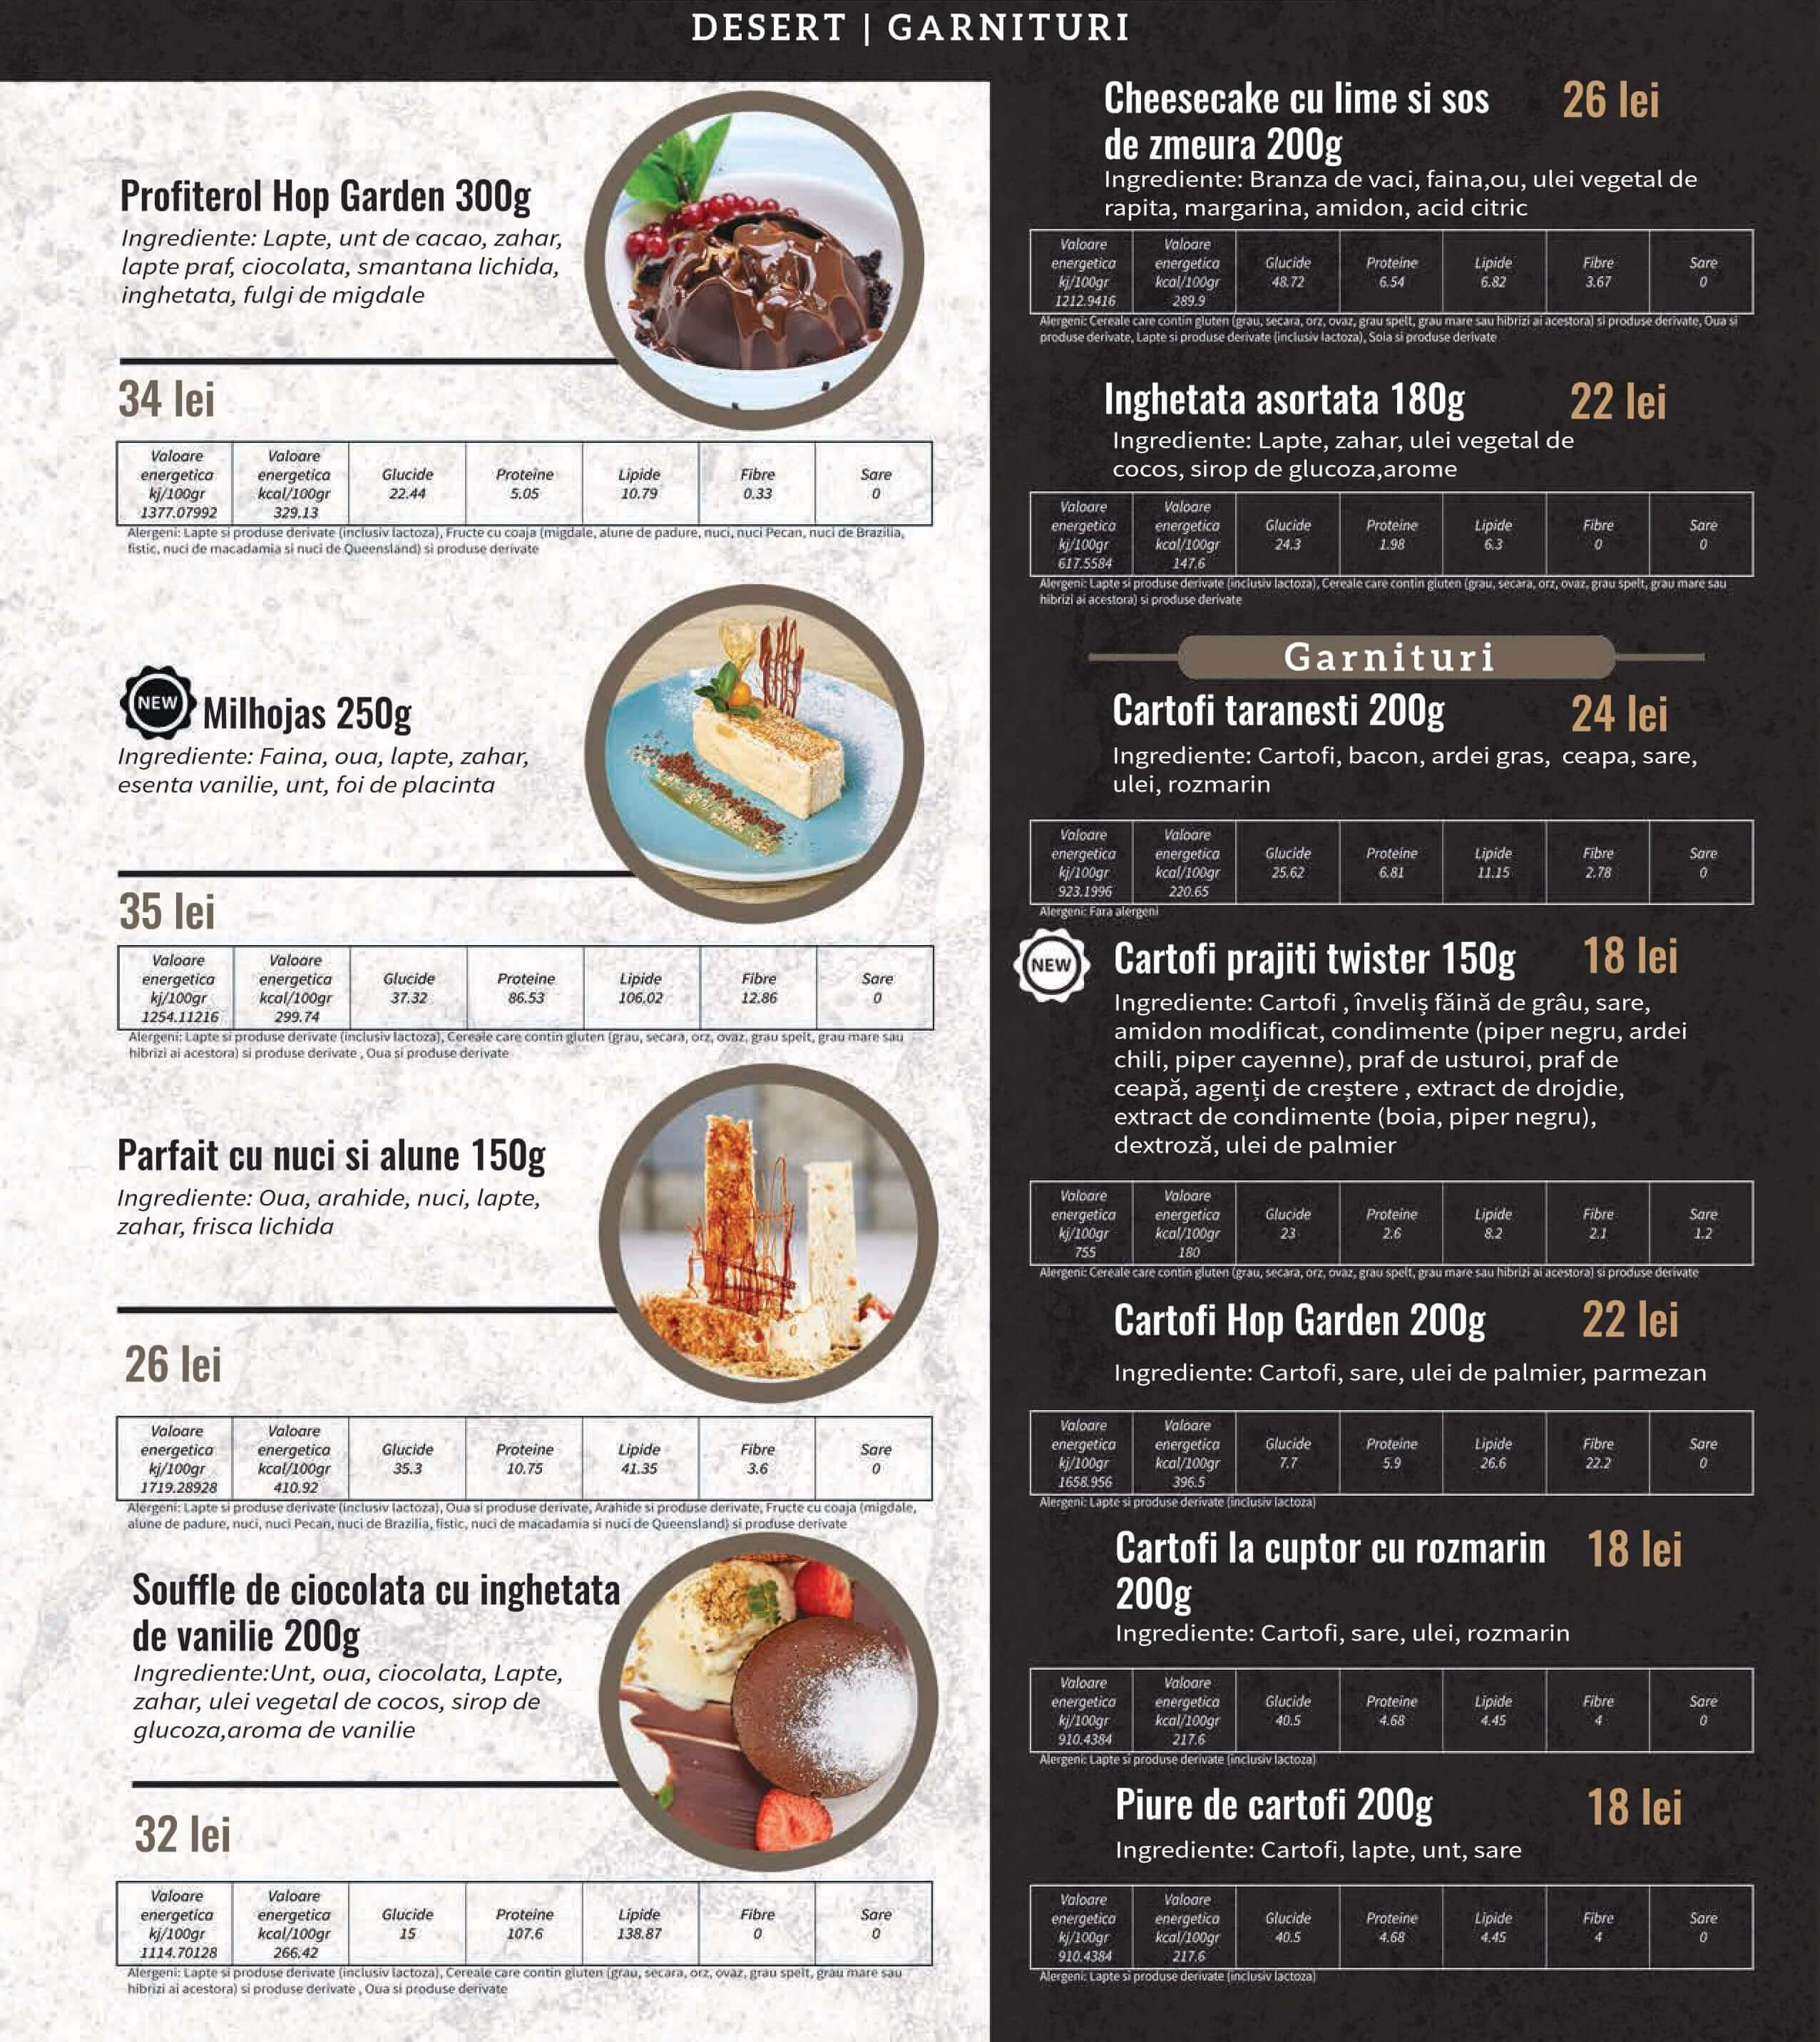 DESERT | GARNITURI
Profiterol Hop Garden 300g
Ingrediente: Lapte, unt de cacao, zahar,
lapte praf, ciocolata, smantana lichida,
inghetata, fulgi de migdale
34 lei
Valoare energetica kj/100gr 1377.07992 Valoare energetica kcal/100gr 329.13 Glucide 22.44 Proteine 5.05 Lipide 10.79 Fibre 0.33 Sare 0
Alergeni: Lapte si produse derivate (inclusiv lactoza), Fructe cu coaja (migdale, alune de padure, nuci, nuci Pecan, nuci de Brazilia,
fistic, nuci de macadamia si nuci de Queensland) si produse derivate
NEW Milhojas 250g
Ingrediente: Faina, oua, lapte, zahar,
esenta vanilie, unt, foi de placinta
35 lei
Valoare energetica kj/100gr 1254.11216 Valoare energetica kcal/100gr 299.74 Glucide 37.32 Proteine 86.53 Lipide 106.02 Fibre 12.86 Sare 0
Alergeni: Lapte si produse derivate (inclusiv lactoza), Cereale care contin gluten (grau, secara, orz, ovaz, grau spelt, grau mare sau
hibrizi ai acestora) si produse derivate , Oua si produse derivate
Parfait cu nuci si alune 150g
Ingrediente: Oua, arahide, nuci, lapte,
zahar, frisca lichida
26 lei
Valoare energetica kj/100gr 1719.28928 Valoare energetica kcal/100gr 410.92 Glucide 35.3 Proteine 10.75 Lipide 41.35 Fibre 3.6 Sare 0
Alergeni: Lapte si produse derivate (inclusiv lactoza), Oua si produse derivate, Arahide si produse derivate, Fructe cu coaja (migdale,
alune de padure, nuci, nuci Pecan, nuci de Brazilia, fistic, nuci de macadamia si nuci de Queensland) si produse derivate
Souffle de ciocolata cu inghetata
de vanilie 200g
Ingrediente:Unt, oua, ciocolata, Lapte,
zahar, ulei vegetal de cocos, sirop de
glucoza,aroma de vanilie
32 lei
Valoare energetica kj/100gr 1114.70128 Valoare energetica kcal/100gr 266.42 Glucide 15 Proteine 107.6 Lipide 138.87 Fibre 0 Sare 0
Alergeni: Lapte si produse derivate (inclusiv lactoza), Cereale care contin gluten (grau, secara, orz, ovaz, grau spelt, grau mare sau
hibrizi ai acestora) si produse derivate , Oua si produse derivate
Cheesecake cu lime si sos 26 lei
de zmeura 200g
Ingrediente: Branza de vaci, faina,ou, ulei vegetal de
rapita, margarina, amidon, acid citric
Valoare energetica kj/100gr 1212.9416 Valoare energetica kcal/100gr 289.9 Glucide 48.72 Proteine 6.54 Lipide 6.82 Fibre 3.67 Sare 0
Alergeni: Cereale care contin gluten (grau, secara, orz, ovaz, grau spelt, grau mare sau hibrizi ai acestora) si produse derivate, Oua si
produse derivate, Lapte si produse derivate (inclusiv lactoza), Soia si produse derivate
Inghetata asortata 180g 22 lei
Ingrediente: Lapte, zahar, ulei vegetal de
cocos, sirop de glucoza,arome
Valoare energetica kj/100gr 617.5584 Valoare energetica kcal/100gr 147.6 Glucide 24.3 Proteine 1.98 Lipide 6.3 Fibre 0 Sare 0
Alergeni: Lapte si produse derivate (inclusiv lactoza), Cereale care contin gluten (grau, secara, orz, ovaz, grau spelt, grau mare sau
hibrizi ai acestora) si produse derivate
Garnituri
Cartofi taranesti 200g 24 lei
Ingrediente: Cartofi, bacon, ardei gras, ceapa, sare,
ulei, rozmarin
Valoare energetica kj/100gr 923.1996 Valoare energetica kcal/100gr 220.65 Glucide 25.62 Proteine 6.81 Lipide 11.15 Fibre 2.78 Sare 0
Alergeni: Fara alergeni
NEW Cartofi prajiti twister 150g 18 lei
Ingrediente: Cartofi , înveliș făină de grâu, sare,
amidon modificat, condimente (piper negru, ardei
chili, piper cayenne), praf de usturoi, praf de
ceapă, agenți de creștere , extract de drojdie,
extract de condimente (boia, piper negru),
dextroză, ulei de palmier
Valoare energetica kj/100gr 755 Valoare energetica kcal/100gr 180 Glucide 23 Proteine 2.6 Lipide 8.2 Fibre 2.1 Sare 1.2
Alergeni: Cereale care contin gluten (grau, secara, orz, ovaz, grau spelt, grau mare sau hibrizi ai acestora) si produse derivate
Cartofi Hop Garden 200g 22 lei
Ingrediente: Cartofi, sare, ulei de palmier, parmezan
Valoare energetica kj/100gr 1658.956 Valoare energetica kcal/100gr 396.5 Glucide 7.7 Proteine 5.9 Lipide 26.6 Fibre 22.2 Sare 0
Alergeni: Lapte si produse derivate (inclusiv lactoza)
Cartofi la cuptor cu rozmarin 18 lei
200g
Ingrediente: Cartofi, sare, ulei, rozmarin
Valoare energetica kj/100gr 910.4384 Valoare energetica kcal/100gr 217.6 Glucide 40.5 Proteine 4.68 Lipide 4.45 Fibre 4 Sare 0
Alergeni: Lapte si produse derivate (inclusiv lactoza)
Piure de cartofi 200g 18 lei
Ingrediente: Cartofi, lapte, unt, sare
Valoare energetica kj/100gr 910.4384 Valoare energetica kcal/100gr 217.6 Glucide 40.5 Proteine 4.68 Lipide 4.45 Fibre 4 Sare 0
Alergeni: Lapte si produse derivate (inclusiv lactoza)